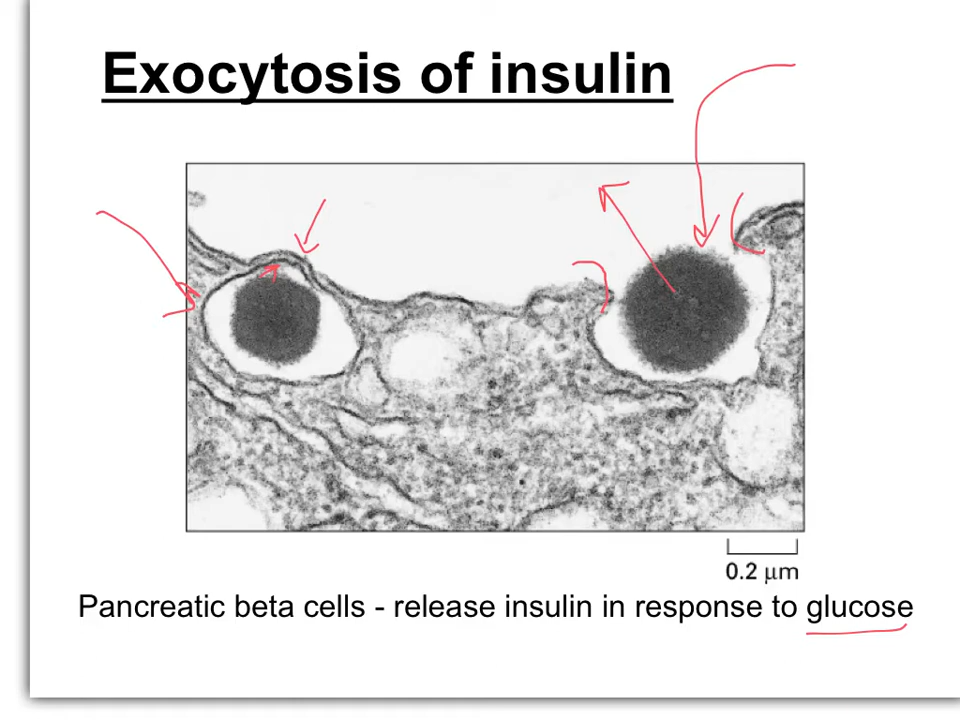 Exocytosis of insulin
0.2 μm
Pancreatic beta cells - release insulin in response to glucose